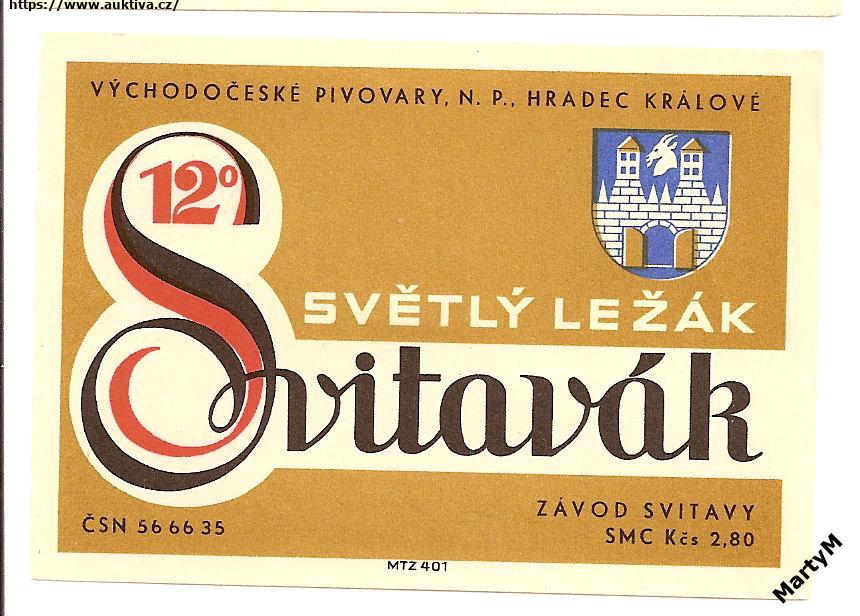 https://www.auktiva.cz/
VÝCHODOČESKÉ PIVOVARY, N. P., HRADEC KRÁLOVÉ
12°
SVĚTLÝ LEŽÁK
Svitavák
ČSN 56 66 35
ZÁVOD SVITAVY
SMC Kčs 2,80
MTZ 401
MartyM